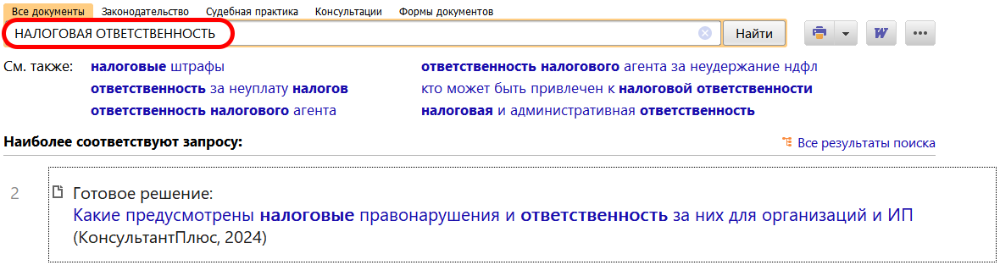 Все документы Законодательство Судебная практика Консультации Формы документов
НАЛОГОВАЯ ОТВЕТСТВЕННОСТЬ Найти W
См. также: налоговые штрафы ответственность налогового агента за неудержание ндфл
ответственность за неуплату налогов кто может быть привлечен к налоговой ответственности
ответственность налогового агента налоговая и административная ответственность
Наиболее соответствуют запросу: Все результаты поиска
2 Готовое решение:
Какие предусмотрены налоговые правонарушения и ответственность за них для организаций и ИП
(КонсультантПлюс, 2024)